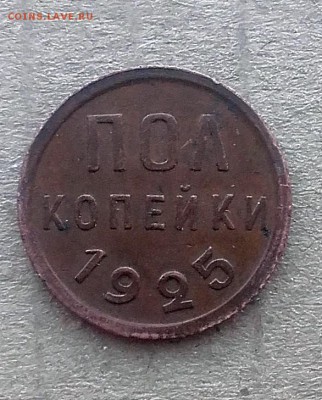 COINS.LAVE.RU
ПОЛ
КОПЕЙКИ
1925